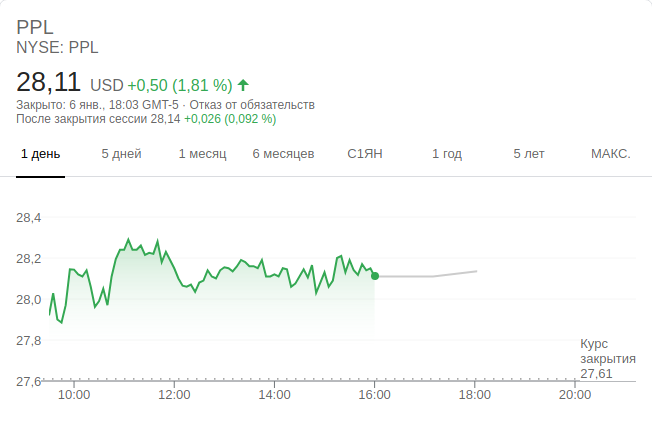 PPL
NYSE: PPL
28,11 USD +0,50 (1,81 %)
Закрыто: 6 янв., 18:03 GMT-5 · Отказ от обязательств
После закрытия сессии 28,14 +0,026 (0,092 %)
1 день 5 дней 1 месяц 6 месяцев С1ЯН 1 год 5 лет МАКС.
28,4
28,2
28,0
27,8
Курс
закрытия
27,61
27,6
10:00 12:00 14:00 16:00 18:00 20:00